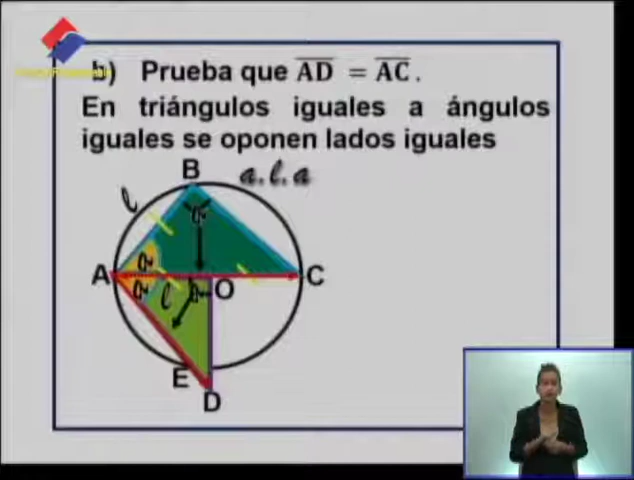 b) Prueba que AD = AC.
En triángulos iguales a ángulos
iguales se oponen lados iguales
B
a. l. a
l
a
A
a
a
l
a
O
C
E
D